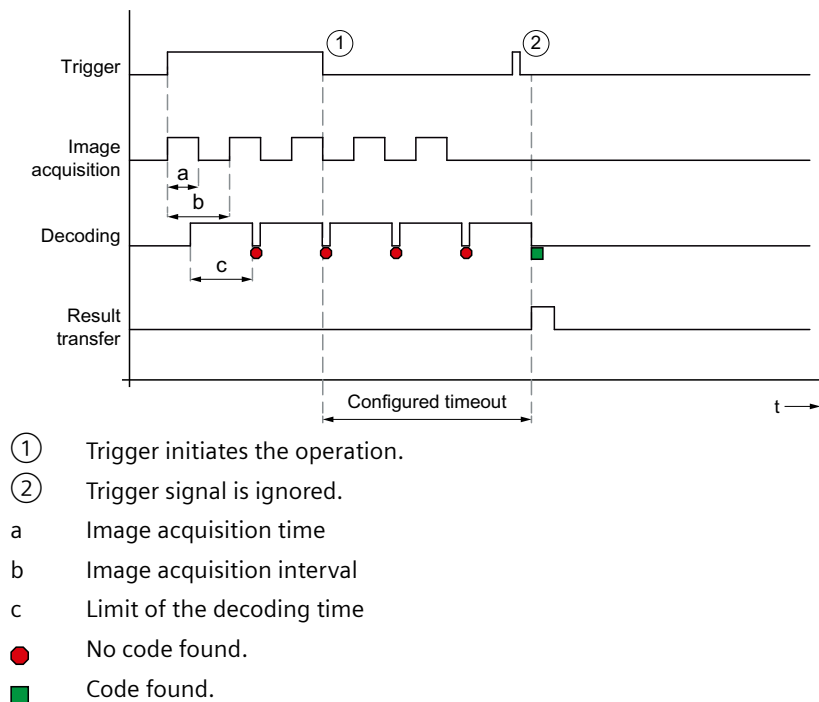 ① ②
Trigger
Image
acquisition
a
b
Decoding
c
Result
transfer
Configured timeout
t
① Trigger initiates the operation.
② Trigger signal is ignored.
a Image acquisition time
b Image acquisition interval
c Limit of the decoding time
No code found.
Code found.